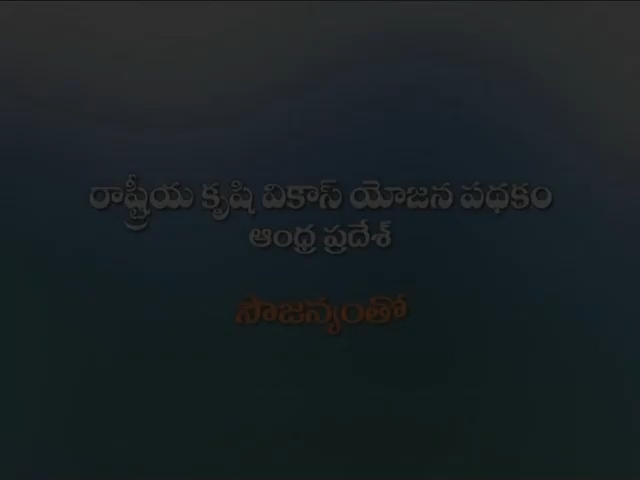 రాష్ట్రీయ కృషి వికాస్ యోజన పథకం
ఆంధ్ర ప్రదేశ్
సౌజన్యంతో